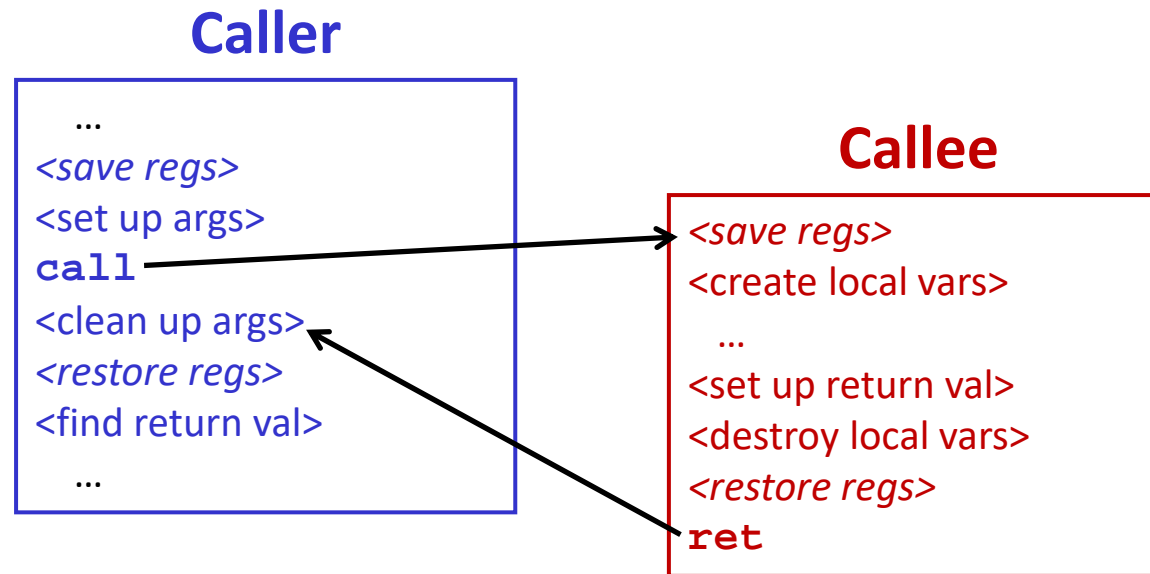 Caller
...
<save regs>
<set up args>
call
<clean up args>
<restore regs>
<find return val>
...
Callee
<save regs>
<create local vars>
...
<set up return val>
<destroy local vars>
<restore regs>
ret